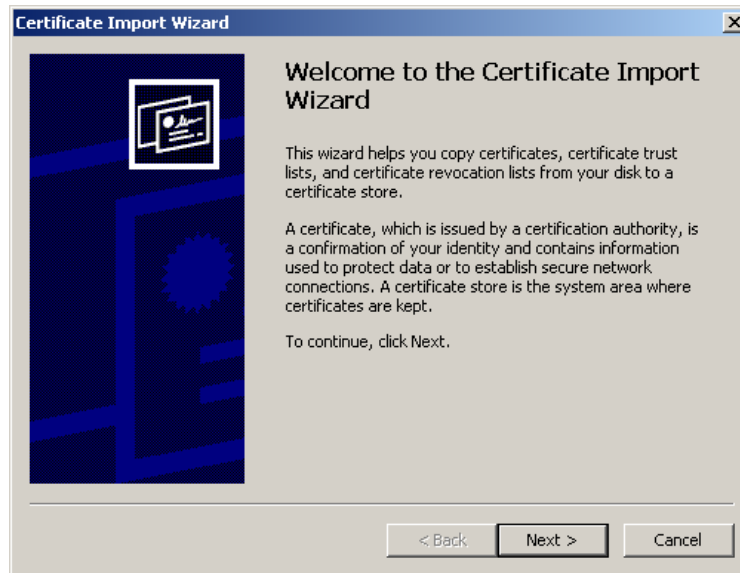 Certificate Import Wizard
Welcome to the Certificate Import
Wizard
This wizard helps you copy certificates, certificate trust
lists, and certificate revocation lists from your disk to a
certificate store.
A certificate, which is issued by a certification authority, is
a confirmation of your identity and contains information
used to protect data or to establish secure network
connections. A certificate store is the system area where
certificates are kept.
To continue, click Next.
< Back Next > Cancel